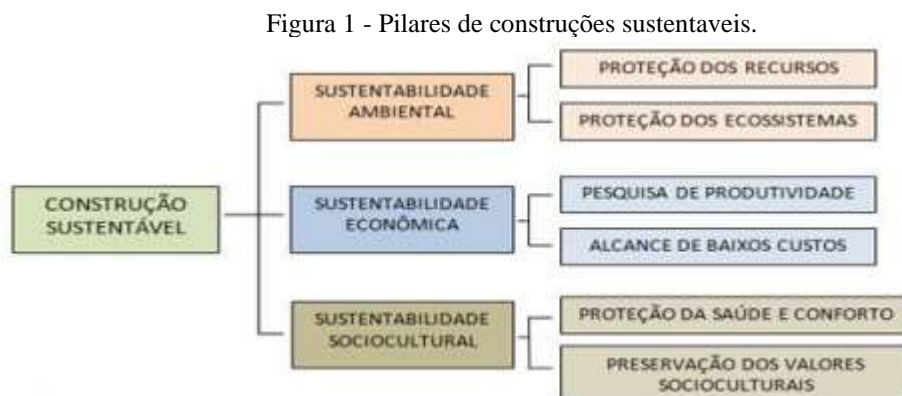 Figura 1 - Pilares de construções sustentaveis.
CONSTRUÇÃO
SUSTENTÁVEL
SUSTENTABILIDADE
AMBIENTAL
PROTEÇÃO DOS RECURSOS
PROTEÇÃO DOS ECOSSISTEMAS
SUSTENTABILIDADE
ECONÔMICA
PESQUISA DE PRODUTIVIDADE
ALCANCE DE BAIXOS CUSTOS
SUSTENTABILIDADE
SOCIOCULTURAL
PROTEÇÃO DA SAÚDE E CONFORTO
PRESERVAÇÃO DOS VALORES
SOCIOCULTURAIS